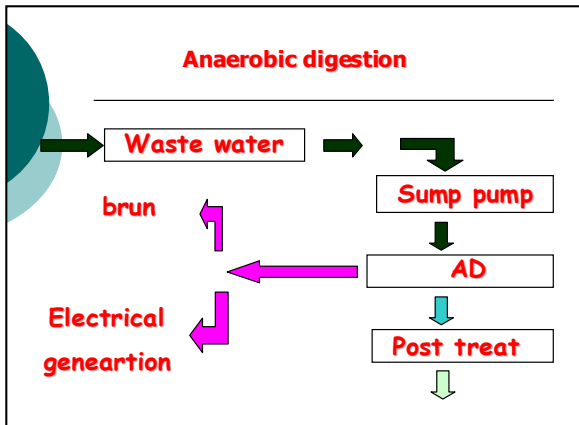 Anaerobic digestion
Waste water
Sump pump
brun
AD
Electrical
geneartion
Post treat